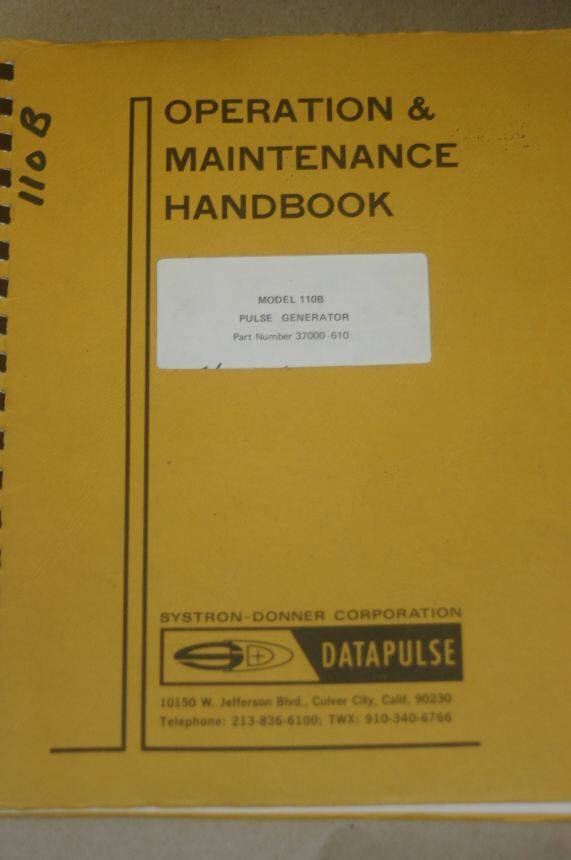 110B
OPERATION &
MAINTENANCE
HANDBOOK
MODEL 110B
PULSE GENERATOR
Part Number 37000-610
SYSTRON-DONNER CORPORATION
SD DATAPULSE
10150 W. Jefferson Blvd., Culver City, Calif. 90230
Telephone: 213-836-6100; TWX: 910-340-6766